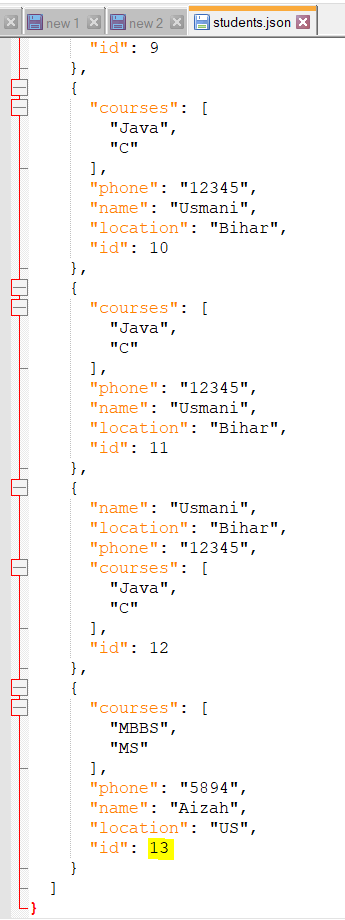 new 1 new 2 students.json
"id": 9
},
{
"courses": [
"Java",
"C"
],
"phone": "12345",
"name": "Usmani",
"location": "Bihar",
"id": 10
},
{
"courses": [
"Java",
"C"
],
"phone": "12345",
"name": "Usmani",
"location": "Bihar",
"id": 11
},
{
"name": "Usmani",
"location": "Bihar",
"phone": "12345",
"courses": [
"Java",
"C"
],
"id": 12
},
{
"courses": [
"MBBS",
"MS"
],
"phone": "5894",
"name": "Aizah",
"location": "US",
"id": 13
}
]
}